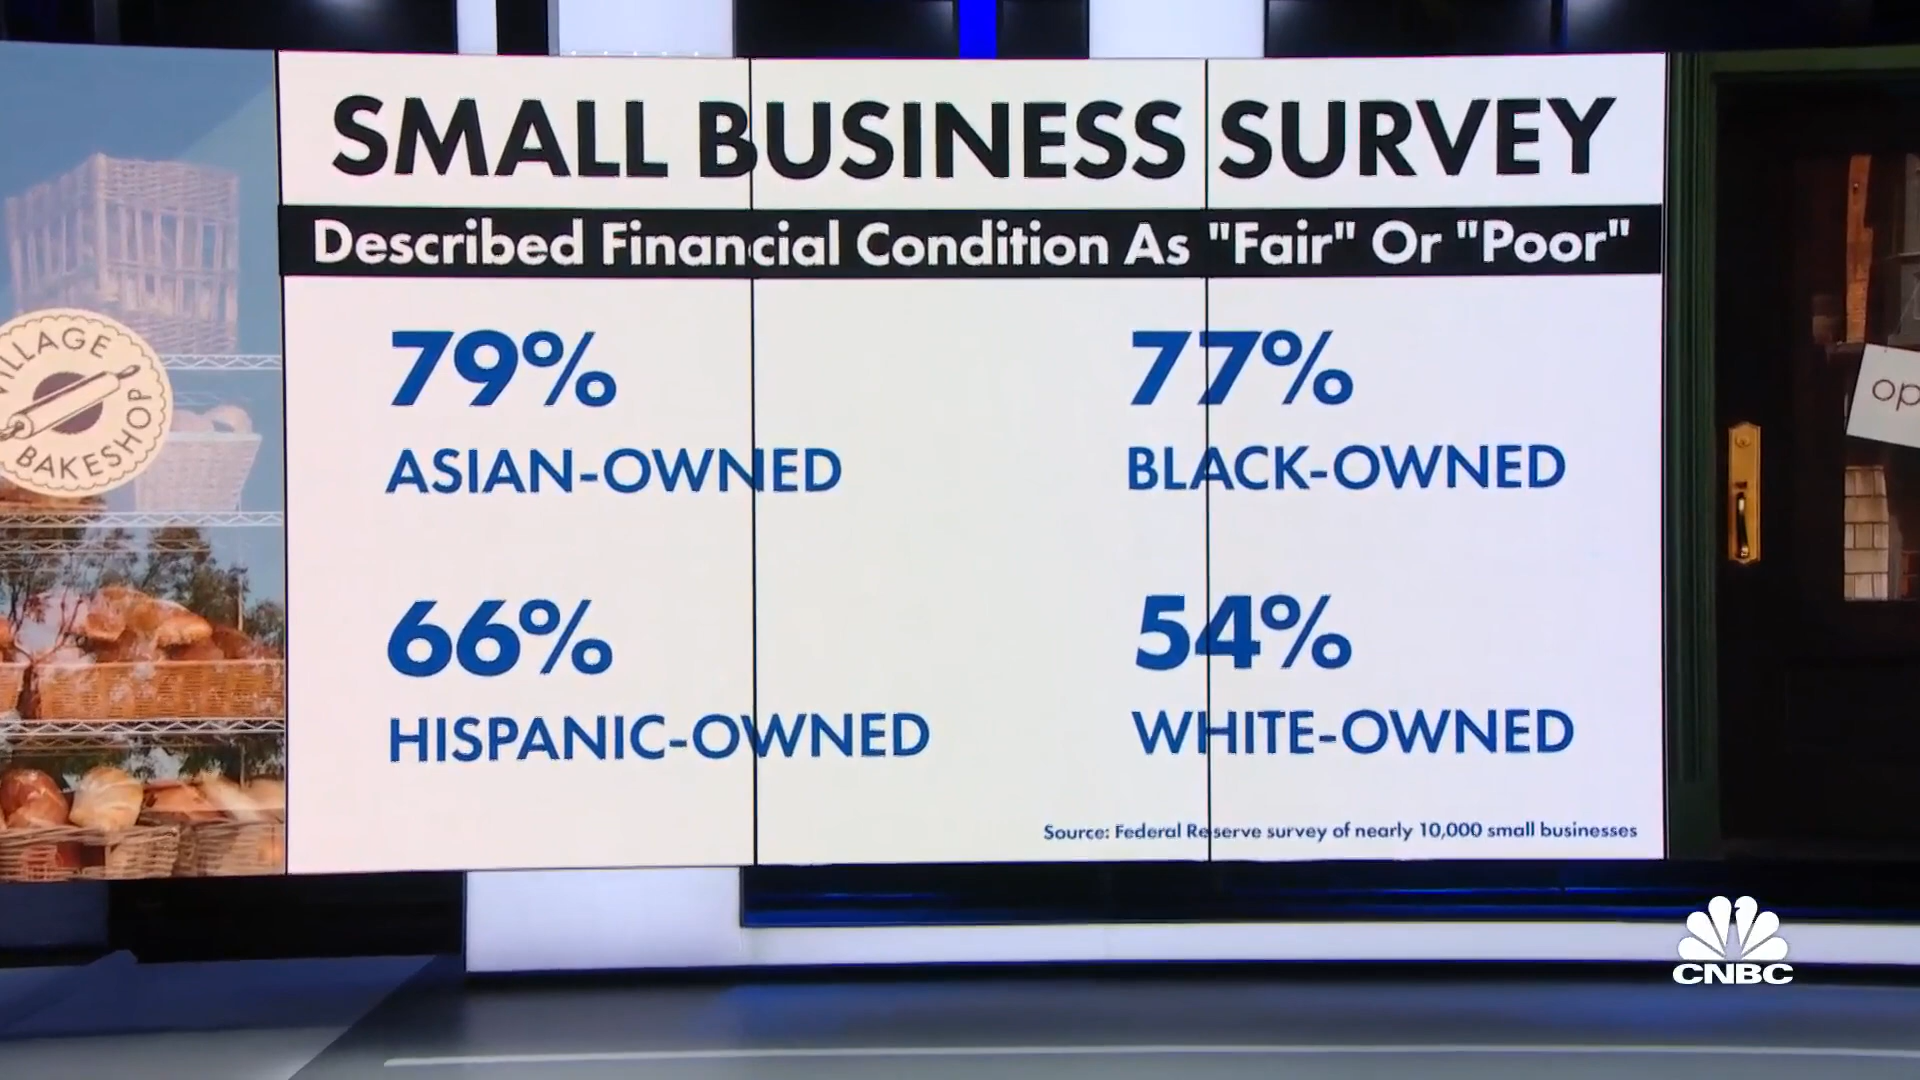 SMALL BUSINESS SURVEY
Described Financial Condition As "Fair" Or "Poor"
79%
ASIAN-OWNED
77%
BLACK-OWNED
66%
HISPANIC-OWNED
54%
WHITE-OWNED
Source: Federal Reserve survey of nearly 10,000 small businesses
VILLAGE
BAKESHOP
op
CNBC